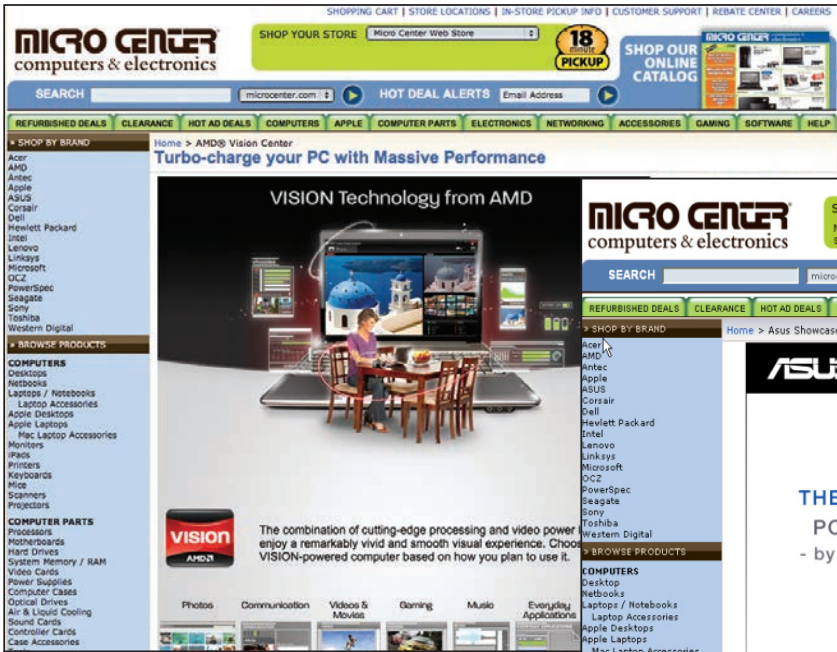 SHOPPING CART | STORE LOCATIONS | IN-STORE PICKUP INFO | CUSTOMER SUPPORT | REBATE CENTER | CAREERS
MICRO CENTER
computers & electronics
SHOP YOUR STORE Micro Center Web Store
18
minute
PICKUP
SHOP OUR
ONLINE
CATALOG
MICRO CENTER
SEARCH microcenter.com HOT DEAL ALERTS Email Address
REFURBISHED DEALS CLEARANCE HOT AD DEALS COMPUTERS APPLE COMPUTER PARTS ELECTRONICS NETWORKING ACCESSORIES GAMING SOFTWARE HELP
» SHOP BY BRAND
Acer
AMD
Antec
Apple
ASUS
Corsair
Dell
Hewlett Packard
Intel
Lenovo
Linksys
Microsoft
OCZ
PowerSpec
Seagate
Sony
Toshiba
Western Digital
» BROWSE PRODUCTS
COMPUTERS
Desktops
Netbooks
Laptops / Notebooks
Laptop Accessories
Apple Desktops
Apple Laptops
Mac Laptop Accessories
Monitors
iPads
Printers
Keyboards
Mice
Scanners
Projectors
COMPUTER PARTS
Processors
Motherboards
Hard Drives
System Memory / RAM
Video Cards
Power Supplies
Computer Cases
Optical Drives
Air & Liquid Cooling
Sound Cards
Controller Cards
Case Accessories
Home > AMD® Vision Center
Turbo-charge your PC with Massive Performance
VISION Technology from AMD
VISION
AMD
The combination of cutting-edge processing and video power
enjoy a remarkably vivid and smooth visual experience. Choos
VISION-powered computer based on how you plan to use it.
Photos Communication Videos & Movies Gaming Music Everyday Applications
MICRO CENTER
computers & electronics
SEARCH micro
REFURBISHED DEALS CLEARANCE HOT AD DEALS
» SHOP BY BRAND
Acer
AMD
Antec
Apple
ASUS
Corsair
Dell
Hewlett Packard
Intel
Lenovo
Linksys
Microsoft
OCZ
PowerSpec
Seagate
Sony
Toshiba
Western Digital
» BROWSE PRODUCTS
COMPUTERS
Desktop
Netbooks
Laptops / Notebooks
Laptop Accessories
Apple Desktops
Apple Laptops
Mac Laptop Accessories
Home > Asus Showcase
ASUS
THE
PC
- by